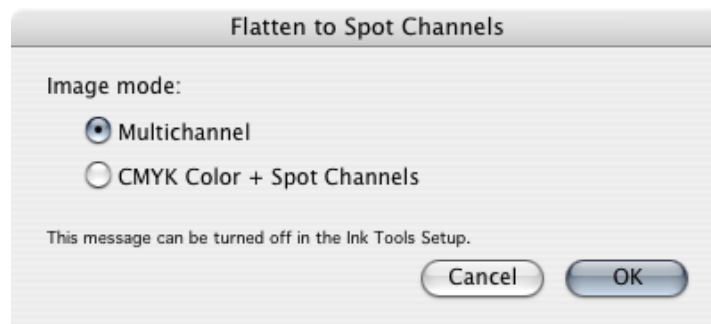 Flatten to Spot Channels
Image mode:
Multichannel
CMYK Color + Spot Channels
This message can be turned off in the Ink Tools Setup.
Cancel OK